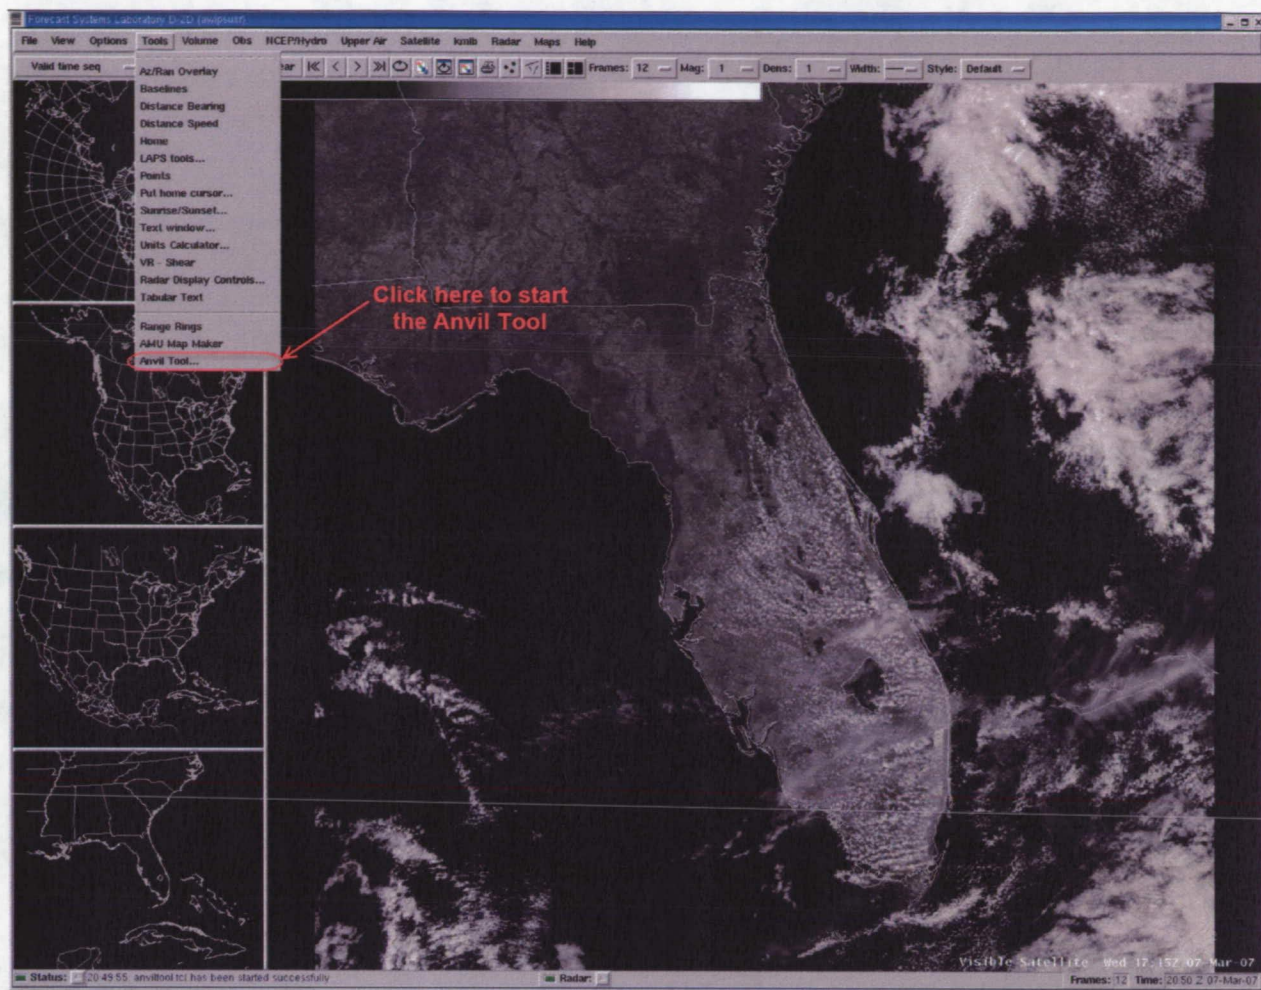 Forecast Systems Laboratory D-2D (awipsusr)
File View Options Tools Volume Obs NCEP/Hydro Upper Air Satellite kmlb Radar Maps Help
Valid time seq ear Frames: 12 Mag: 1 Dens: 1 Width: Style: Default
Az/Ran Overlay
Baselines
Distance Bearing
Distance Speed
Home
LAPS tools...
Points
Put home cursor...
Sunrise/Sunset...
Text window...
Units Calculator...
VR - Shear
Radar Display Controls...
Tabular Text
Range Rings
AMU Map Maker
Anvil Tool...
Click here to start
the Anvil Tool
Visible Satellite Wed 17:15Z 07-Mar-07
Status: 20:49:55: anviltool.tcl has been started successfully Radar: Frames: 12 Time: 20:50 Z 07-Mar-07